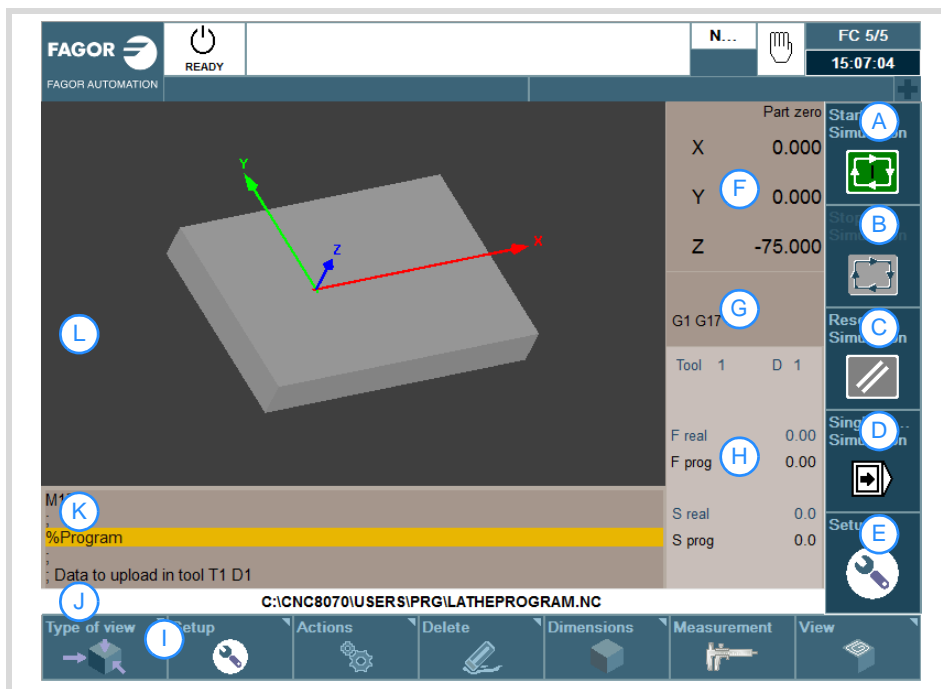 FAGOR
READY
N...
FC 5/5
15:07:04
FAGOR AUTOMATION
Part zero
X 0.000
Y 0.000
Z -75.000
F
G1 G17
G
Tool 1 D 1
F real 0.00
F prog 0.00
H
S real 0.0
S prog 0.0
A
Simulation
B
C
Simulation
D
Simulation
E
Y
Z
X
L
K
;
%Program
;
; Data to upload in tool T1 D1
J
C:\CNC8070\USERS\PRG\LATHEPROGRAM.NC
Type of view
I
Setup
Actions
Delete
Dimensions
Measurement
View